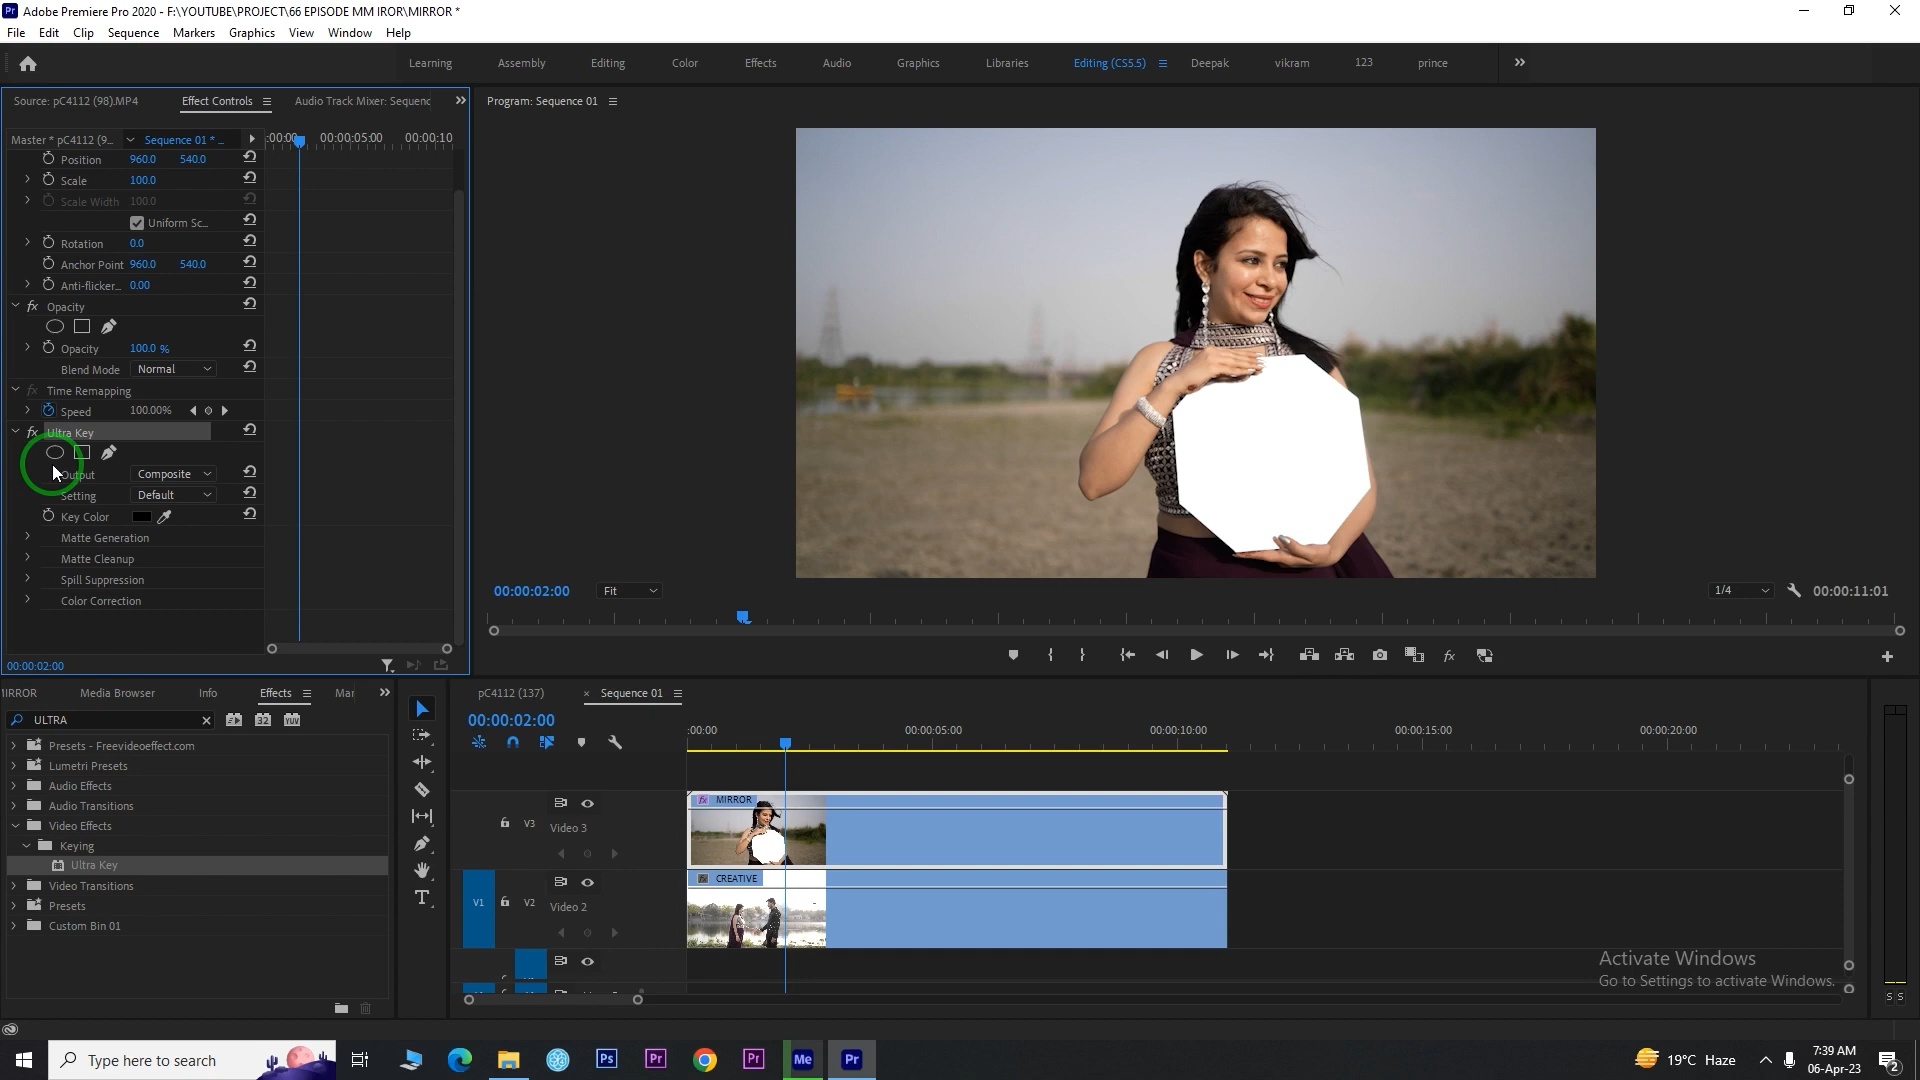 Adobe Premiere Pro 2020 - F:\YOUTUBE\PROJECT\66 EPISODE MM IROR\MIRROR *
File Edit Clip Sequence Markers Graphics View Window Help
Learning Assembly Editing Color Effects Audio Graphics Libraries Editing (CS5.5) Deepak vikram 123 prince
Source: pC4112 (98).MP4 Effect Controls Audio Track Mixer: Sequenc
Program: Sequence 01
Master * pC4112 (9... Sequence 01 * ...
:00:00 00:00:05:00 00:00:10
Position 960.0 540.0
Scale 100.0
Scale Width 100.0
Uniform Sc...
Rotation 0.0
Anchor Point 960.0 540.0
Anti-flicker... 0.00
fx Opacity
Opacity 100.0 %
Blend Mode Normal
fx Time Remapping
Speed 100.00%
fx Ultra Key
Output Composite
Setting Default
Key Color
Matte Generation
Matte Cleanup
Spill Suppression
Color Correction
00:00:02:00
00:00:02:00 Fit 1/4 00:00:11:01
IRROR Media Browser Info Effects Mar
ULTRA
32 YUV
Presets - Freevideoeffect.com
Lumetri Presets
Audio Effects
Audio Transitions
Video Effects
Keying
Ultra Key
Video Transitions
Presets
Custom Bin 01
pC4112 (137) × Sequence 01
00:00:02:00
:00:00 00:00:05:00 00:00:10:00 00:00:15:00 00:00:20:00
V3 Video 3
fx MIRROR
V1 V2 Video 2
fx CREATIVE
S S
Activate Windows
Go to Settings to activate Windows.
Type here to search
Ps Pr Pr Me Pr
19°C Haze
7:39 AM
06-Apr-23
2